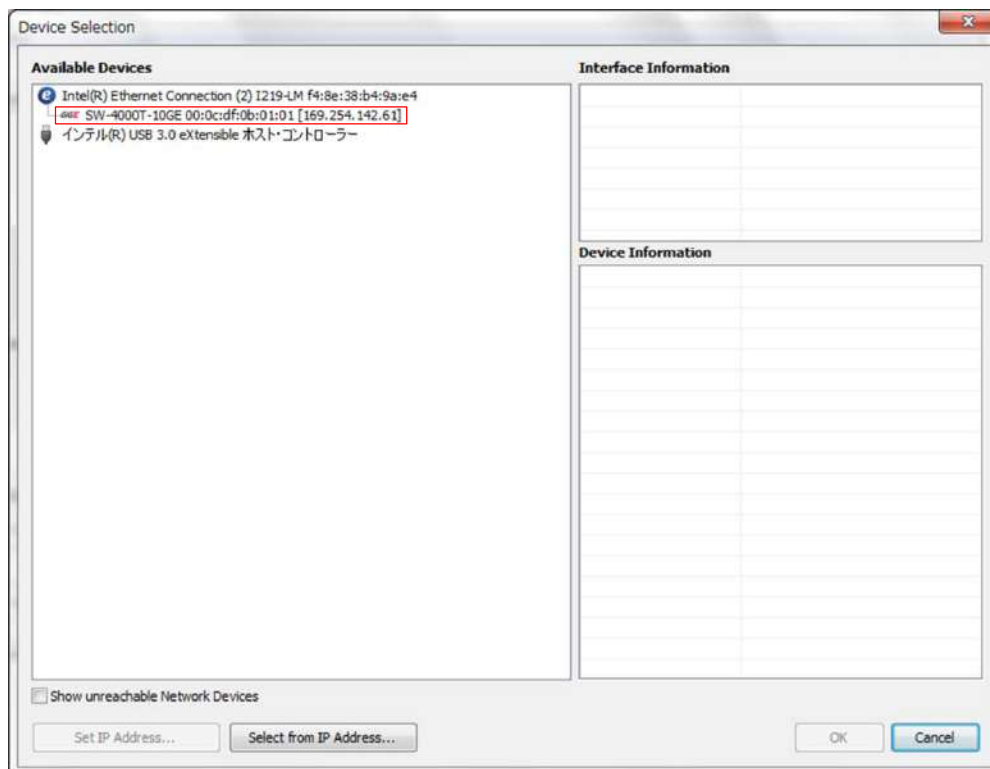 Device Selection
Available Devices
Interface Information
Intel(R) Ethernet Connection (2) I219-LM f4:8e:38:b4:9a:e4
SW-4000T-10GE 00:0c:df:0b:01:01 [169.254.142.61]
インテル(R) USB 3.0 eXtensible ホスト・コントローラー
Device Information
Show unreachable Network Devices
Set IP Address...
Select from IP Address...
OK
Cancel